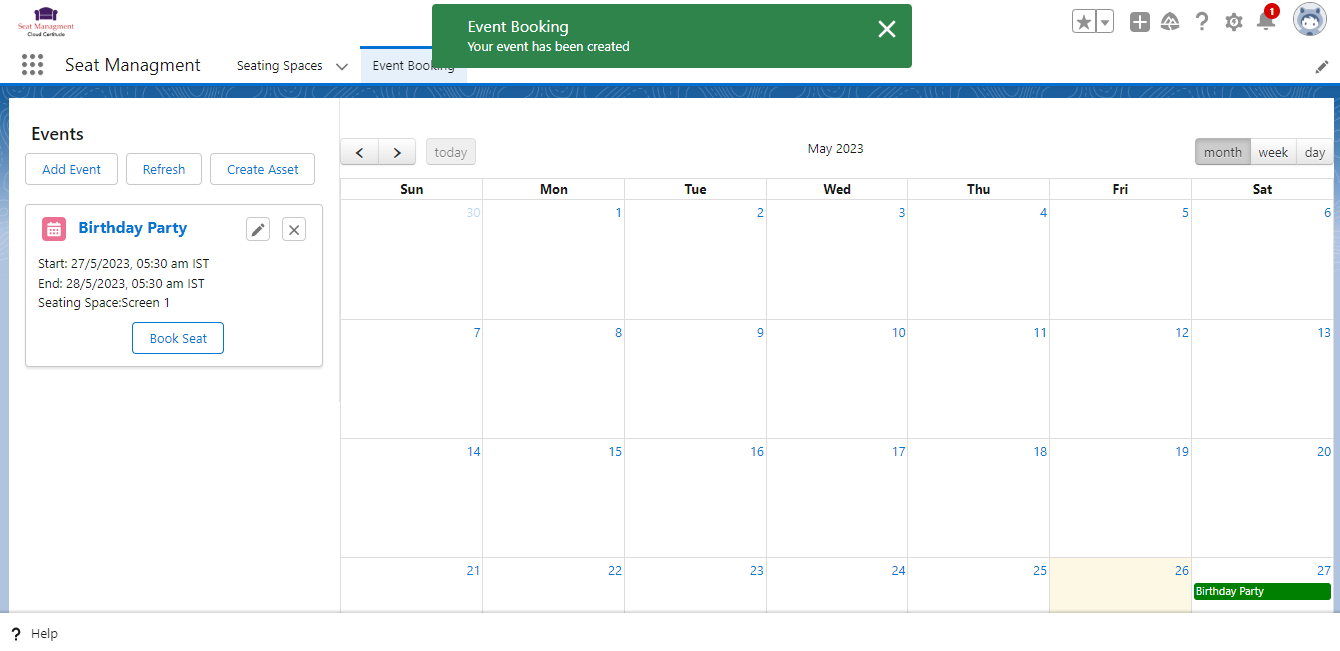 Seat Managment
Cloud Certitude
Event Booking
Your event has been created
1
Seat Managment
Seating Spaces
Event Booking
Events
Add Event
Refresh
Create Asset
Birthday Party
Start: 27/5/2023, 05:30 am IST
End: 28/5/2023, 05:30 am IST
Seating Space:Screen 1
Book Seat
today
May 2023
month week day
Sun Mon Tue Wed Thu Fri Sat
30 1 2 3 4 5 6
7 8 9 10 11 12 13
14 15 16 17 18 19 20
21 22 23 24 25 26 27
Birthday Party
? Help